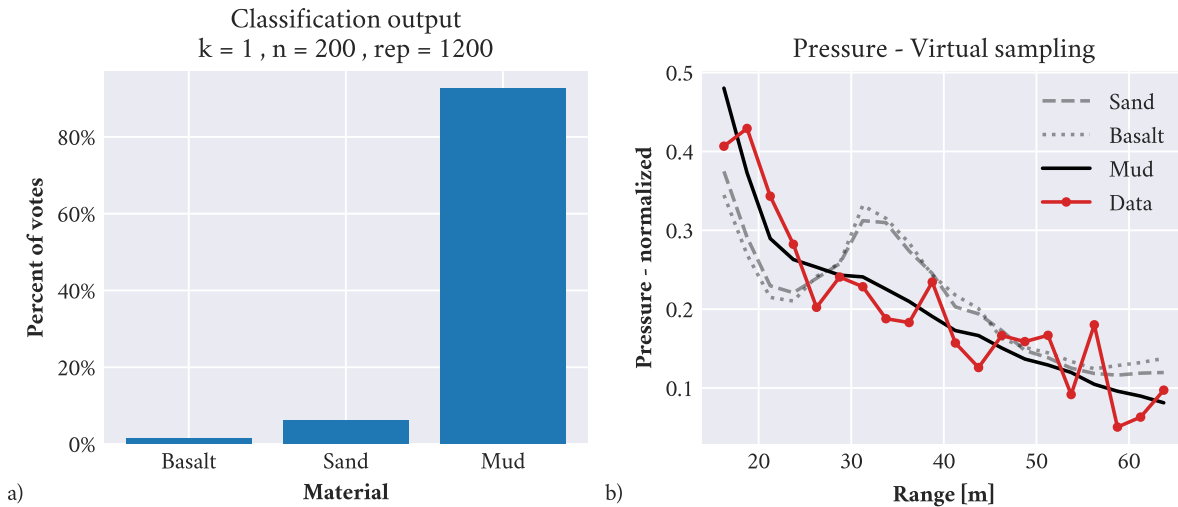 Classification output
k = 1 , n = 200 , rep = 1200
Percent of votes
80%
60%
40%
20%
0%
Basalt Sand Mud
Material
a)
Pressure - Virtual sampling
Pressure - normalized
0.5
0.4
0.3
0.2
0.1
Sand
Basalt
Mud
Data
20 30 40 50 60
Range [m]
b)